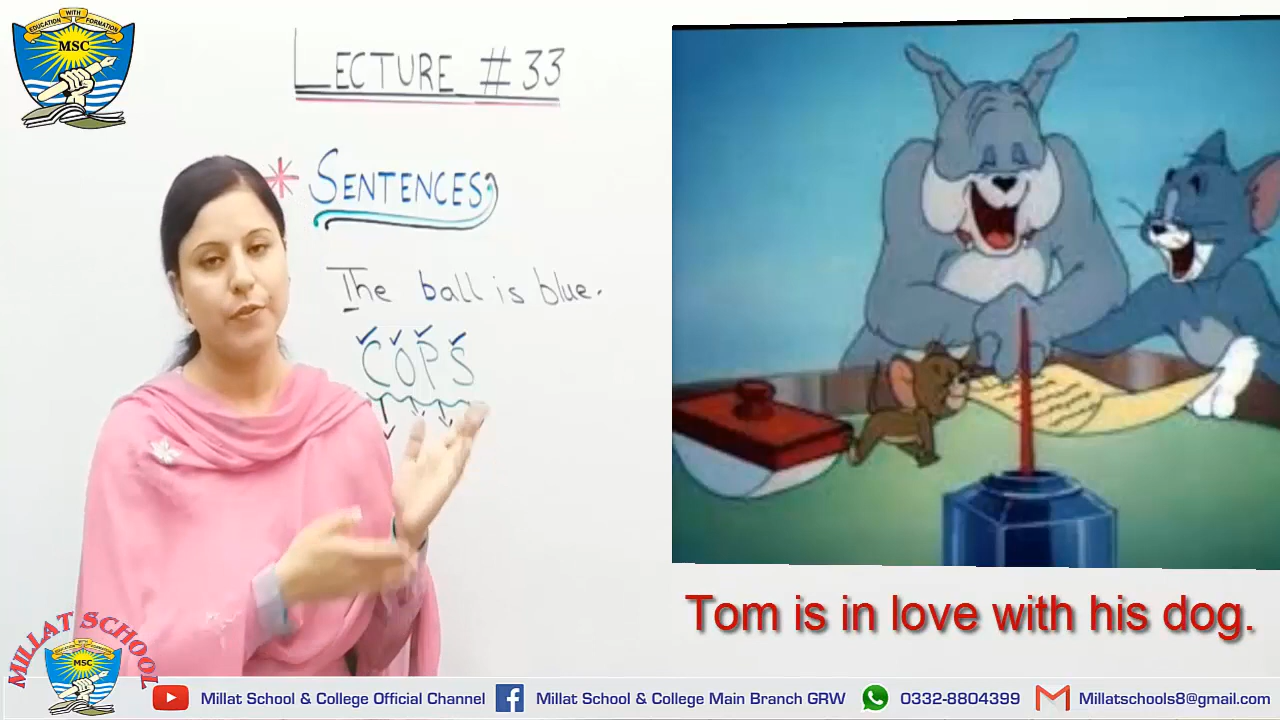 EDUCATION WITH FORMATION
MSC
LECTURE # 33
* SENTENCES
The ball is blue.
COPS
Tom is in love with his dog.
MILLAT SCHOOL
MSC
Millat School & College Official Channel
Millat School & College Main Branch GRW
0332-8804399
Millatschools8@gmail.com